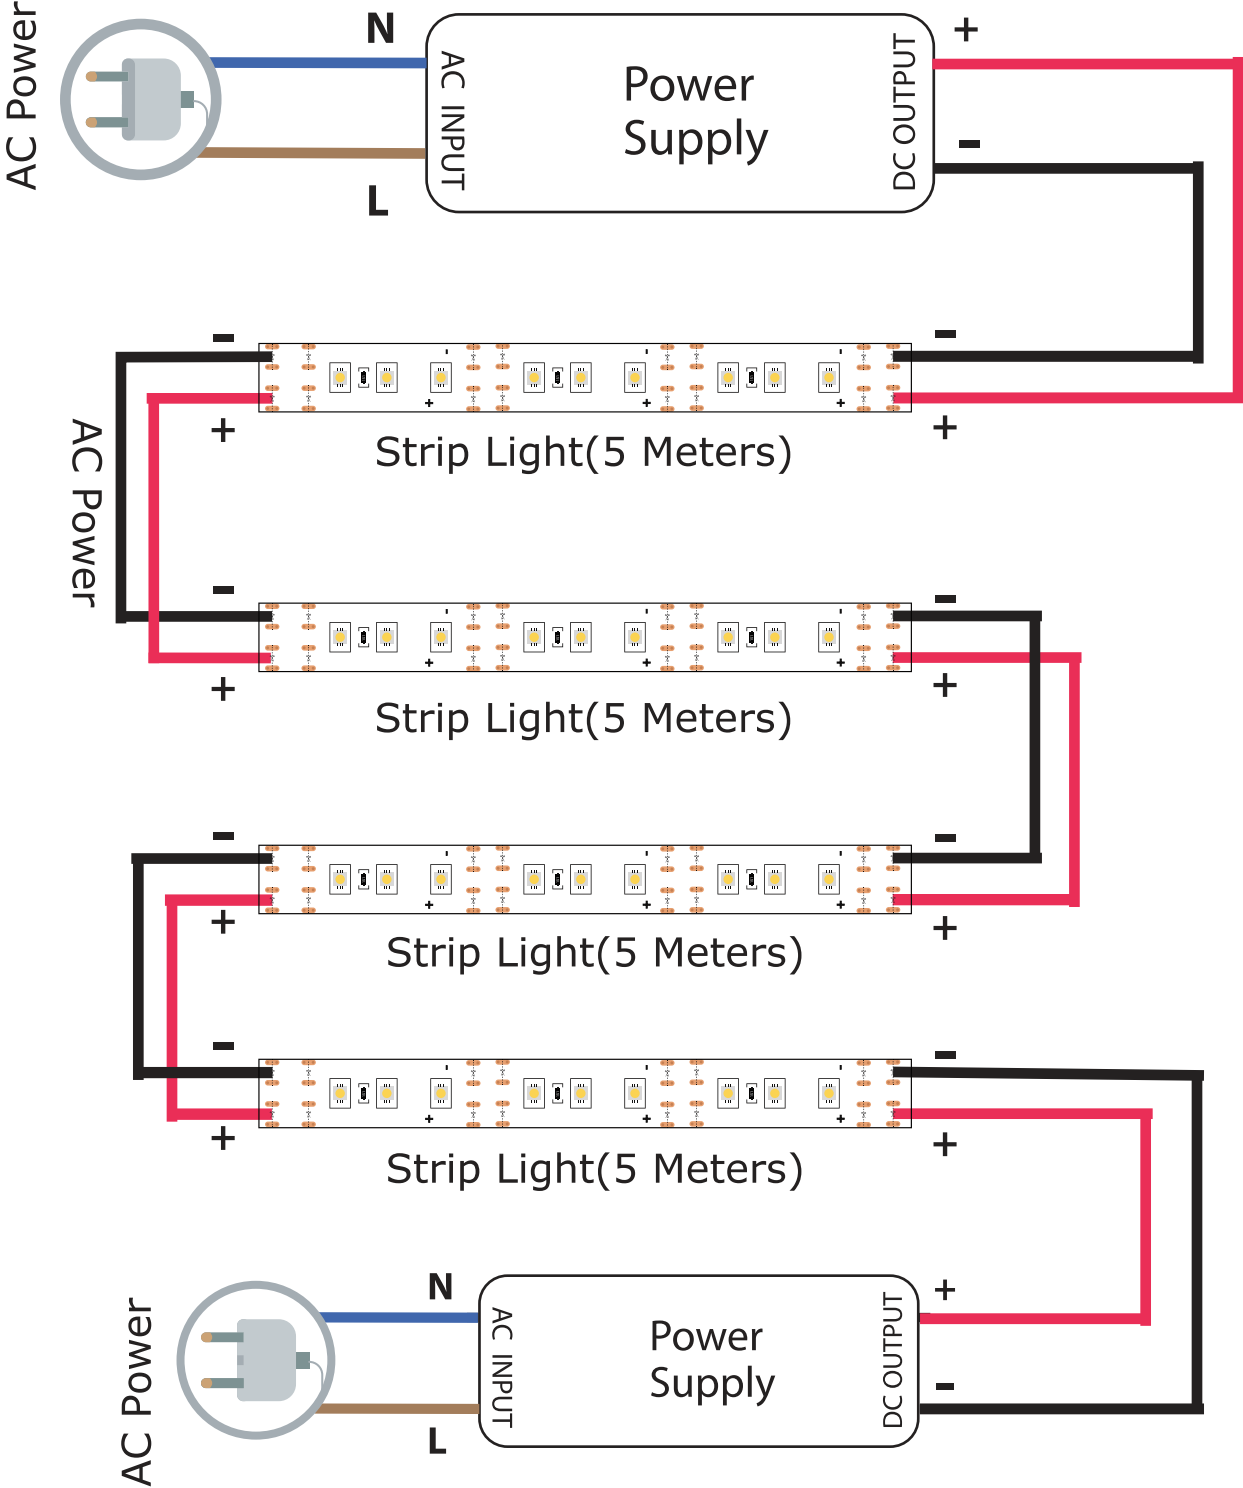 AC Power
N
L
AC INPUT
Power
Supply
DC OUTPUT
+
-
-
-
+
+
Strip Light(5 Meters)
AC Power
-
-
+
+
Strip Light(5 Meters)
-
-
+
+
Strip Light(5 Meters)
-
-
+
+
Strip Light(5 Meters)
AC Power
N
L
AC INPUT
Power
Supply
DC OUTPUT
+
-